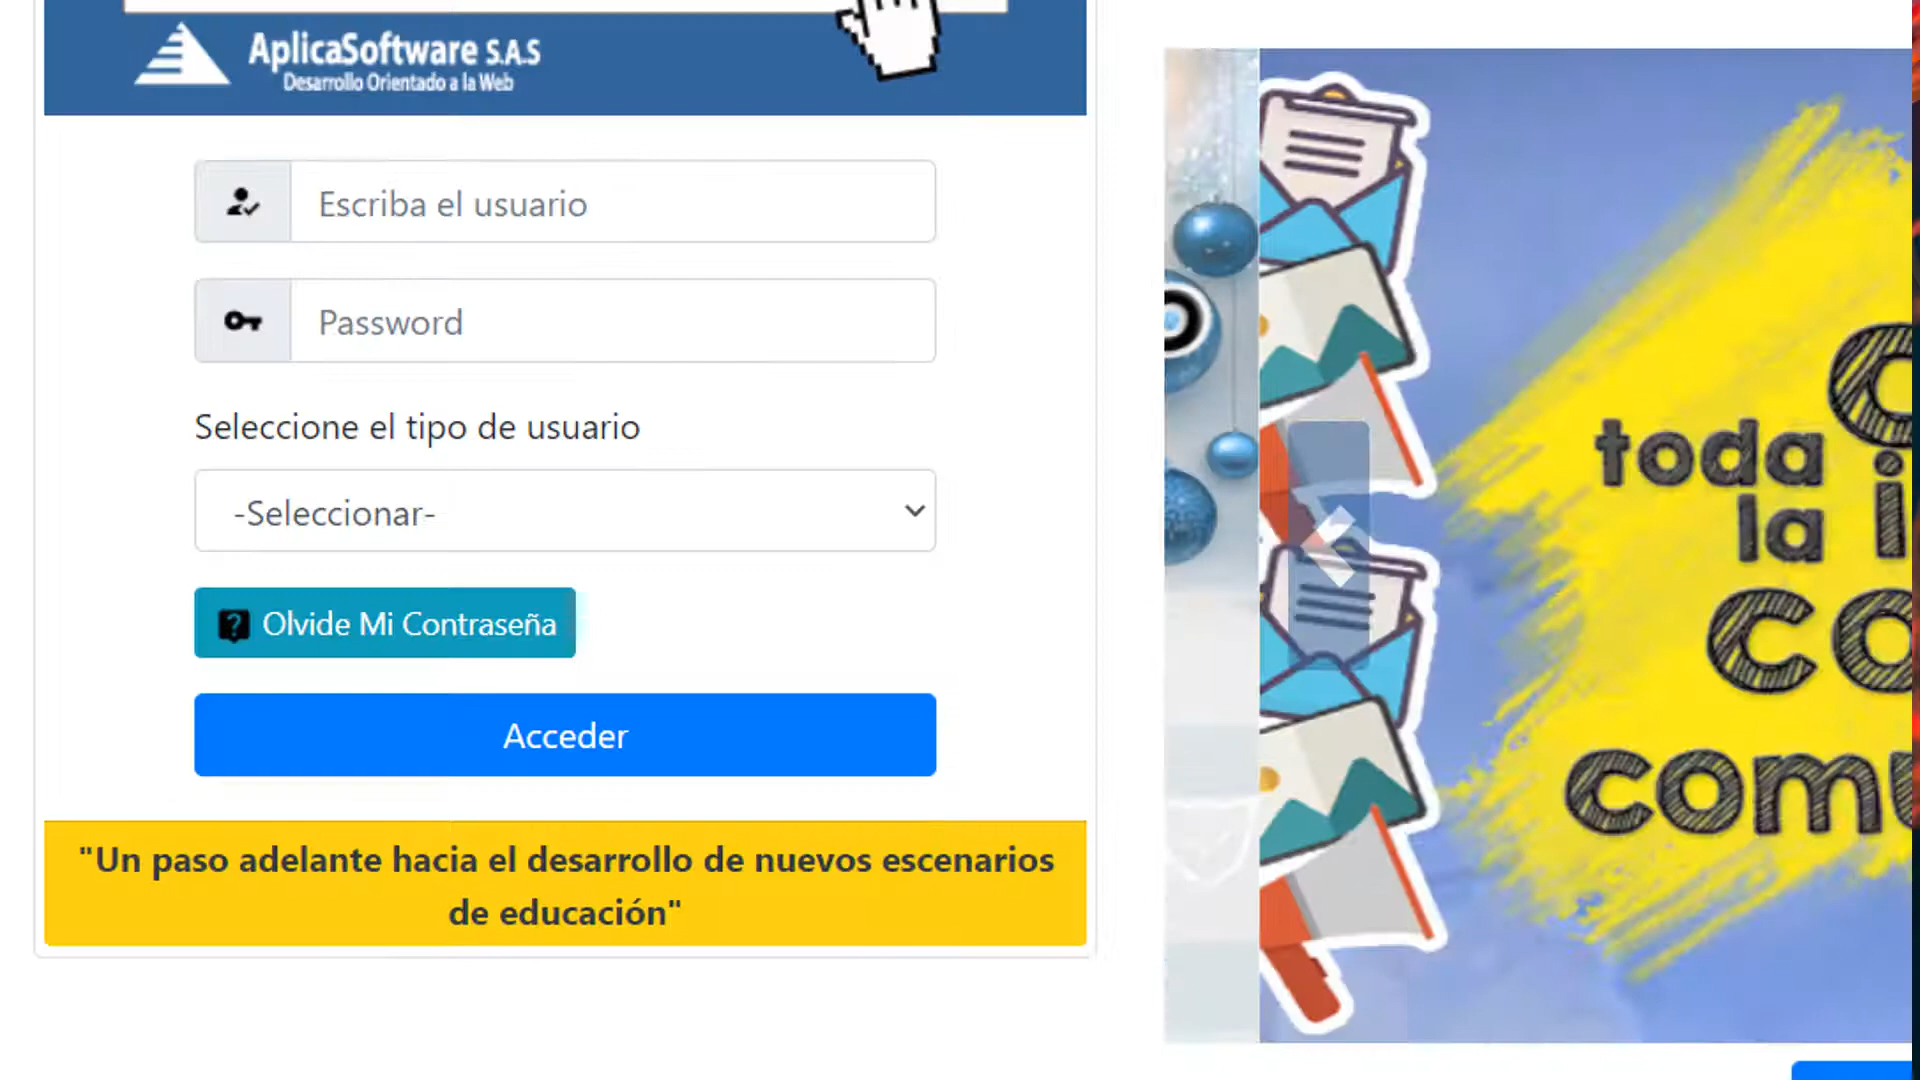 AplicaSoftware S.A.S
Desarrollo Orientado a la Web
Escriba el usuario
Password
Seleccione el tipo de usuario
-Seleccionar-
Olvide Mi Contraseña
Acceder
"Un paso adelante hacia el desarrollo de nuevos escenarios
de educación"
toda
la